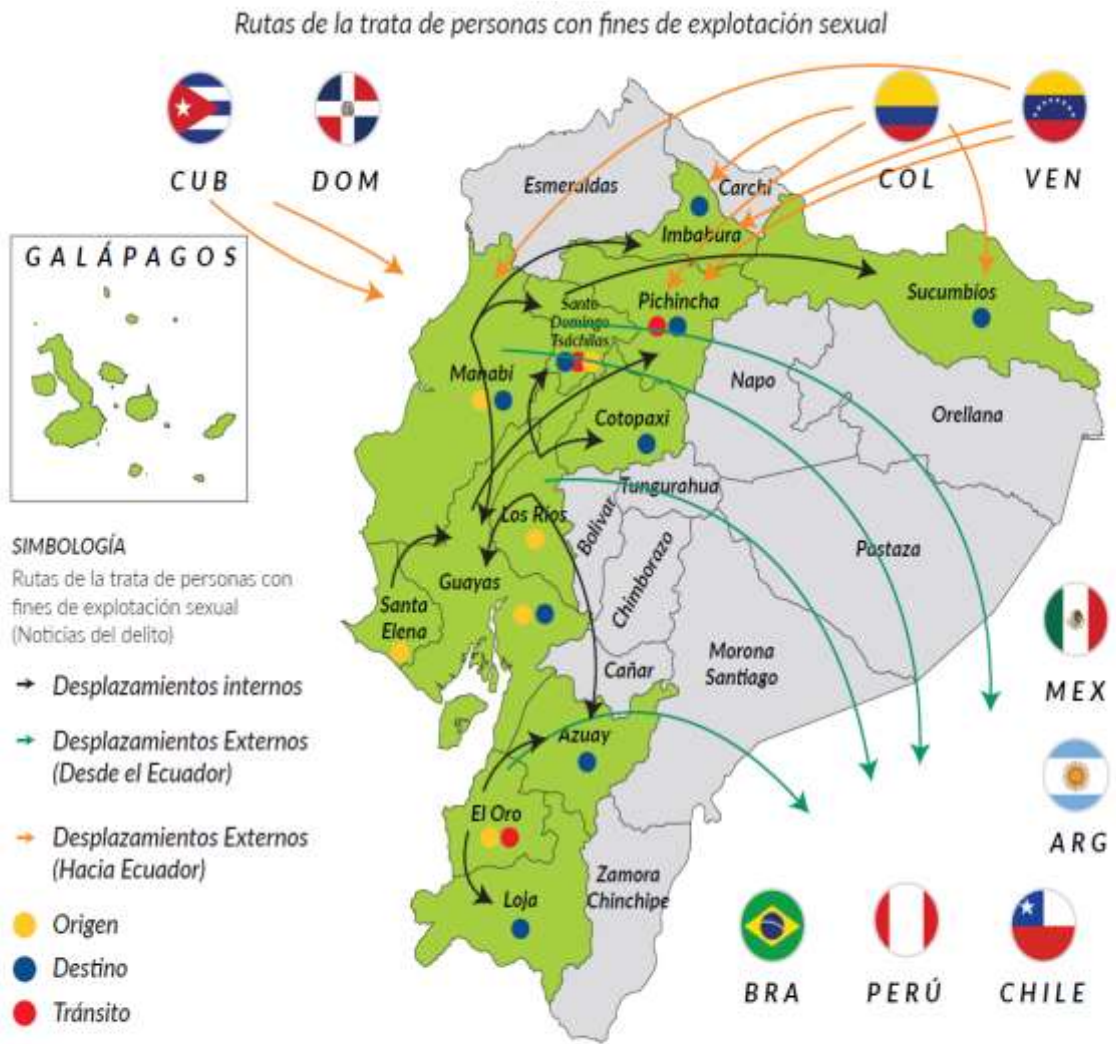 Rutas de la trata de personas con fines de explotación sexual
CUB
DOM
COL
VEN
GALÁPAGOS
Esmeraldas
Carchi
Imbabura
Sucumbíos
Santo
Domingo
Tsáchilas
Pichincha
Manabí
Napo
Orellana
Cotopaxi
Tungurahua
Los Ríos
Bolívar
Chimborazo
Pastaza
Guayas
Santa
Elena
Morona
Santiago
Cañar
Azuay
El Oro
Zamora
Chinchipe
Loja
SIMBOLOGÍA
Rutas de la trata de personas con
fines de explotación sexual
(Noticias del delito)
Desplazamientos internos
Desplazamientos Externos
(Desde el Ecuador)
Desplazamientos Externos
(Hacia Ecuador)
Origen
Destino
Tránsito
MEX
ARG
BRA
PERÚ
CHILE